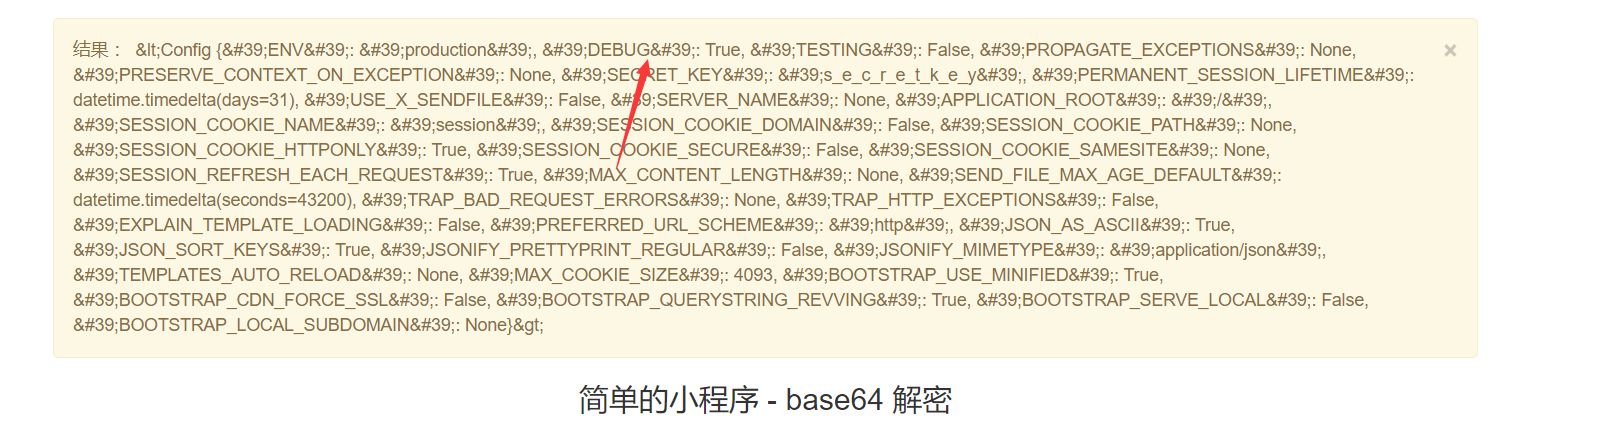 结果： &lt;Config {&#39;ENV&#39;: &#39;production&#39;, &#39;DEBUG&#39;: True, &#39;TESTING&#39;: False, &#39;PROPAGATE_EXCEPTIONS&#39;: None, ×
&#39;PRESERVE_CONTEXT_ON_EXCEPTION&#39;: None, &#39;SECRET_KEY&#39;: &#39;s_e_c_r_e_t_k_e_y&#39;, &#39;PERMANENT_SESSION_LIFETIME&#39;:
datetime.timedelta(days=31), &#39;USE_X_SENDFILE&#39;: False, &#39;SERVER_NAME&#39;: None, &#39;APPLICATION_ROOT&#39;: &#39;/&#39;,
&#39;SESSION_COOKIE_NAME&#39;: &#39;session&#39;, &#39;SESSION_COOKIE_DOMAIN&#39;: False, &#39;SESSION_COOKIE_PATH&#39;: None,
&#39;SESSION_COOKIE_HTTPONLY&#39;: True, &#39;SESSION_COOKIE_SECURE&#39;: False, &#39;SESSION_COOKIE_SAMESITE&#39;: None,
&#39;SESSION_REFRESH_EACH_REQUEST&#39;: True, &#39;MAX_CONTENT_LENGTH&#39;: None, &#39;SEND_FILE_MAX_AGE_DEFAULT&#39;:
datetime.timedelta(seconds=43200), &#39;TRAP_BAD_REQUEST_ERRORS&#39;: None, &#39;TRAP_HTTP_EXCEPTIONS&#39;: False,
&#39;EXPLAIN_TEMPLATE_LOADING&#39;: False, &#39;PREFERRED_URL_SCHEME&#39;: &#39;http&#39;, &#39;JSON_AS_ASCII&#39;: True,
&#39;JSON_SORT_KEYS&#39;: True, &#39;JSONIFY_PRETTYPRINT_REGULAR&#39;: False, &#39;JSONIFY_MIMETYPE&#39;: &#39;application/json&#39;,
&#39;TEMPLATES_AUTO_RELOAD&#39;: None, &#39;MAX_COOKIE_SIZE&#39;: 4093, &#39;BOOTSTRAP_USE_MINIFIED&#39;: True,
&#39;BOOTSTRAP_CDN_FORCE_SSL&#39;: False, &#39;BOOTSTRAP_QUERYSTRING_REVVING&#39;: True, &#39;BOOTSTRAP_SERVE_LOCAL&#39;: False,
&#39;BOOTSTRAP_LOCAL_SUBDOMAIN&#39;: None}&gt;
简单的小程序 - base64 解密